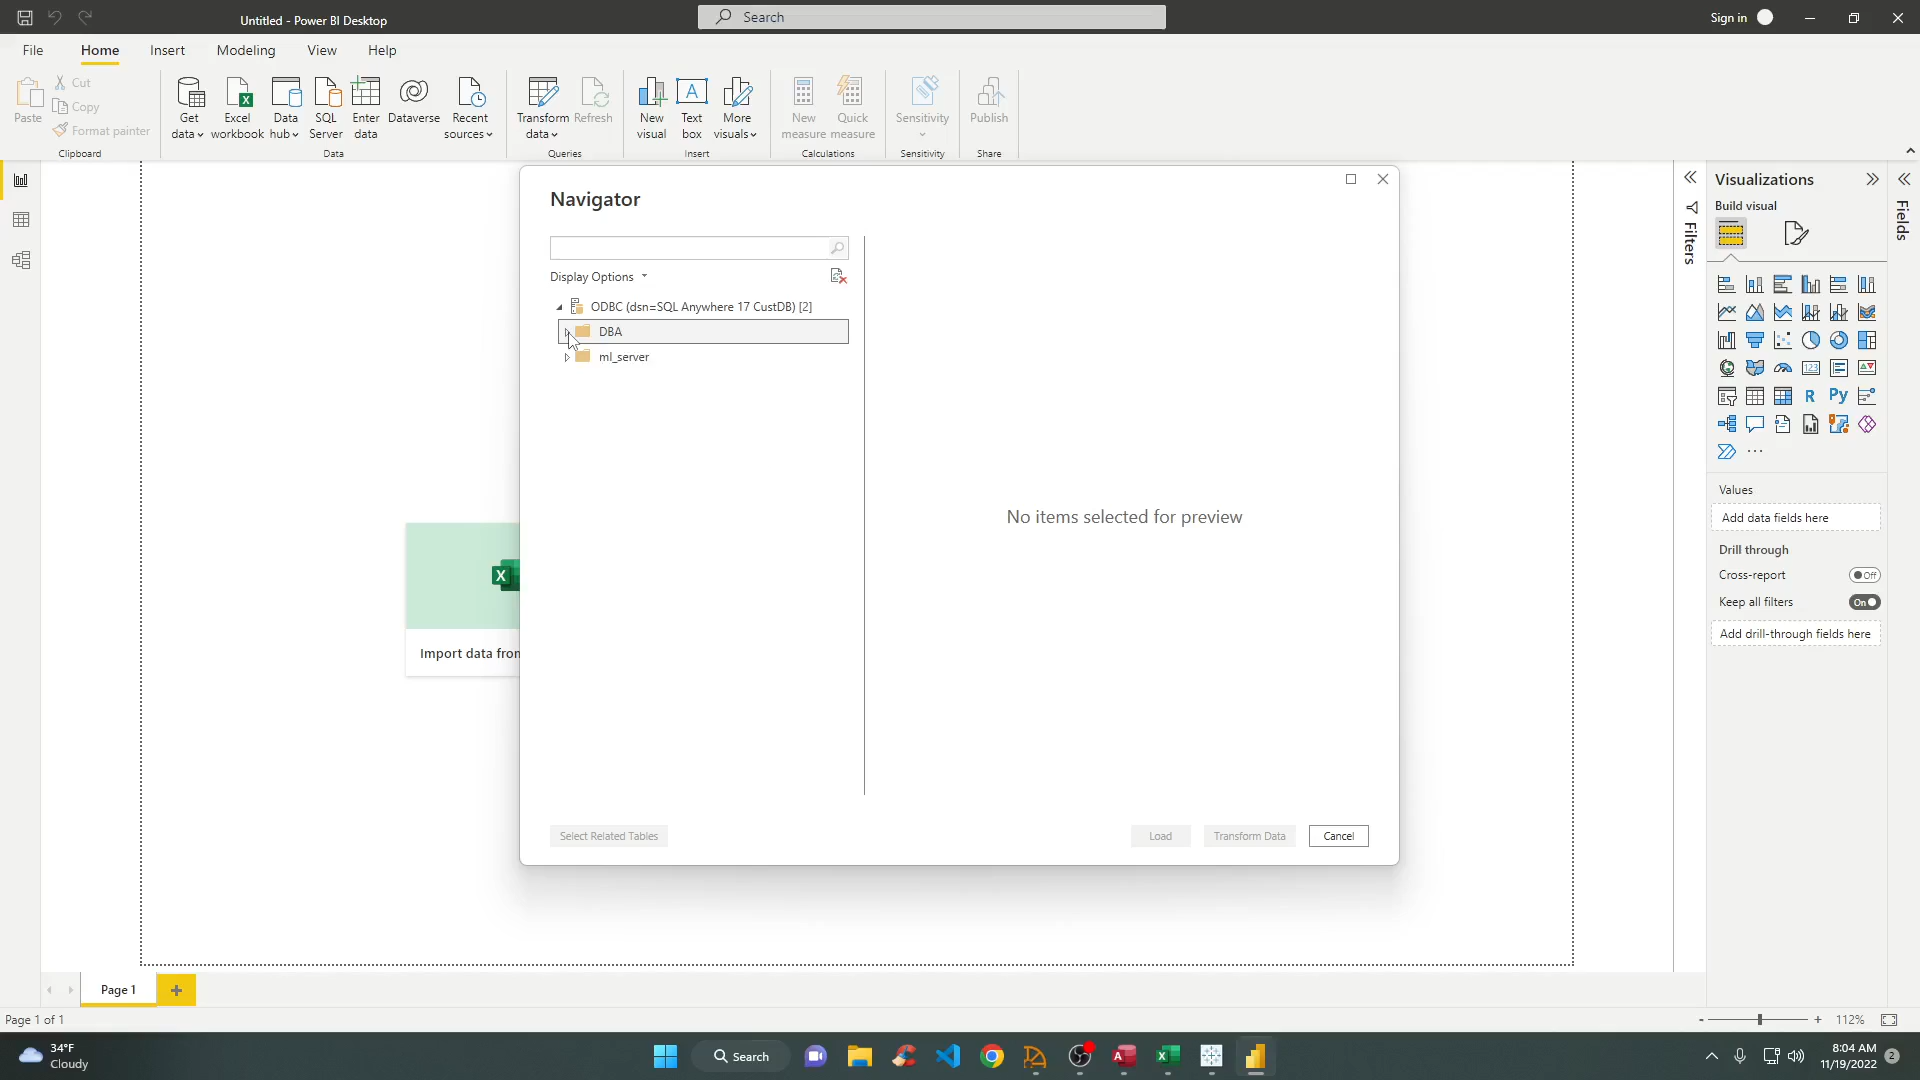 Untitled - Power BI Desktop
Search
Sign in
File
Home
Insert
Modeling
View
Help
Paste
Cut
Copy
Format painter
Clipboard
Get data
Excel workbook
Data hub
SQL Server
Enter data
Dataverse
Recent sources
Data
Transform data
Refresh
Queries
New visual
Text box
More visuals
Insert
New measure
Quick measure
Calculations
Sensitivity
Sensitivity
Publish
Share
Navigator
Display Options
ODBC (dsn=SQL Anywhere 17 CustDB) [2]
DBA
ml_server
No items selected for preview
Select Related Tables
Load
Transform Data
Cancel
Import data from
Filters
Visualizations
Build visual
Fields
123
R
Py
Values
Add data fields here
Drill through
Cross-report
Off
Keep all filters
On
Add drill-through fields here
Page 1
Page 1 of 1
- + 112%
34°F
Cloudy
Search
8:04 AM
11/19/2022
2